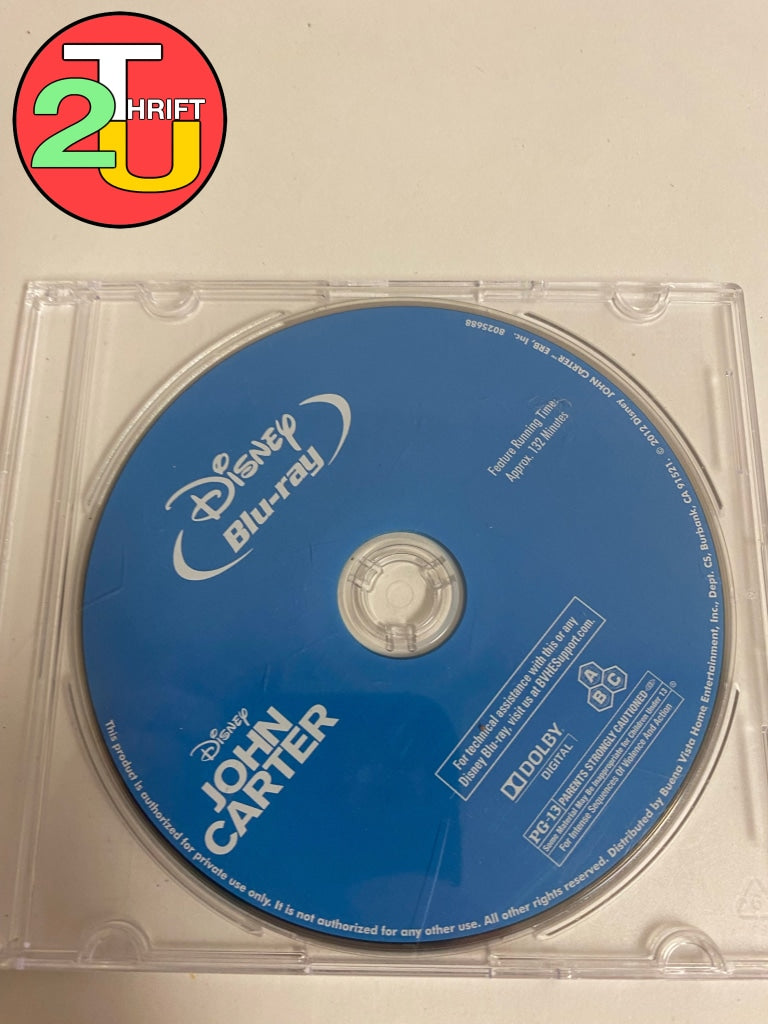 2
T
HRIFT
U
8025688
© 2012 Disney JOHN CARTER™ ERB, Inc.
DISNEY
Blu-ray
Feature Running Time:
Approx. 132 Minutes
DISNEY
JOHN
CARTER
For technical assistance with this or any
Disney Blu-ray, visit us at BVHESupport.com.
DOLBY
DIGITAL
A
B C
PG-13 PARENTS STRONGLY CAUTIONED
Some Material May Be Inappropriate for Children Under 13 ®
For Intense Sequences Of Violence And Action
This product is authorized for private use only. It is not authorized for any other use. All other rights reserved. Distributed by Buena Vista Home Entertainment, Inc., Dept. CS, Burbank, CA 91521.